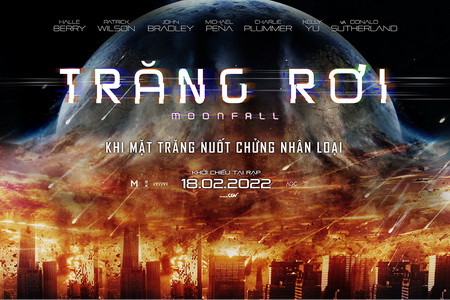 HALLE BERRY PATRICK WILSON JOHN BRADLEY MICHAEL PEÑA CHARLIE PLUMMER KELLY YU VÀ DONALD SUTHERLAND
TRĂNG RƠI
MOONFALL
KHI MẶT TRĂNG NUỐT CHỬNG NHÂN LOẠI
KHỞI CHIẾU TẠI RẠP
18.02.2022
AGC